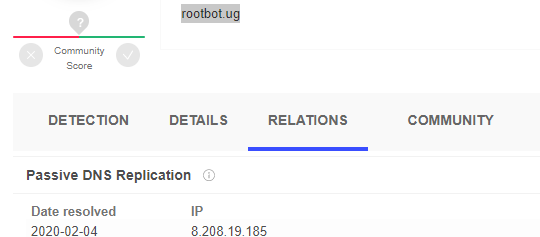 rootbot.ug
?
Community
Score
DETECTION DETAILS RELATIONS COMMUNITY
Passive DNS Replication
Date resolved IP
2020-02-04 8.208.19.185